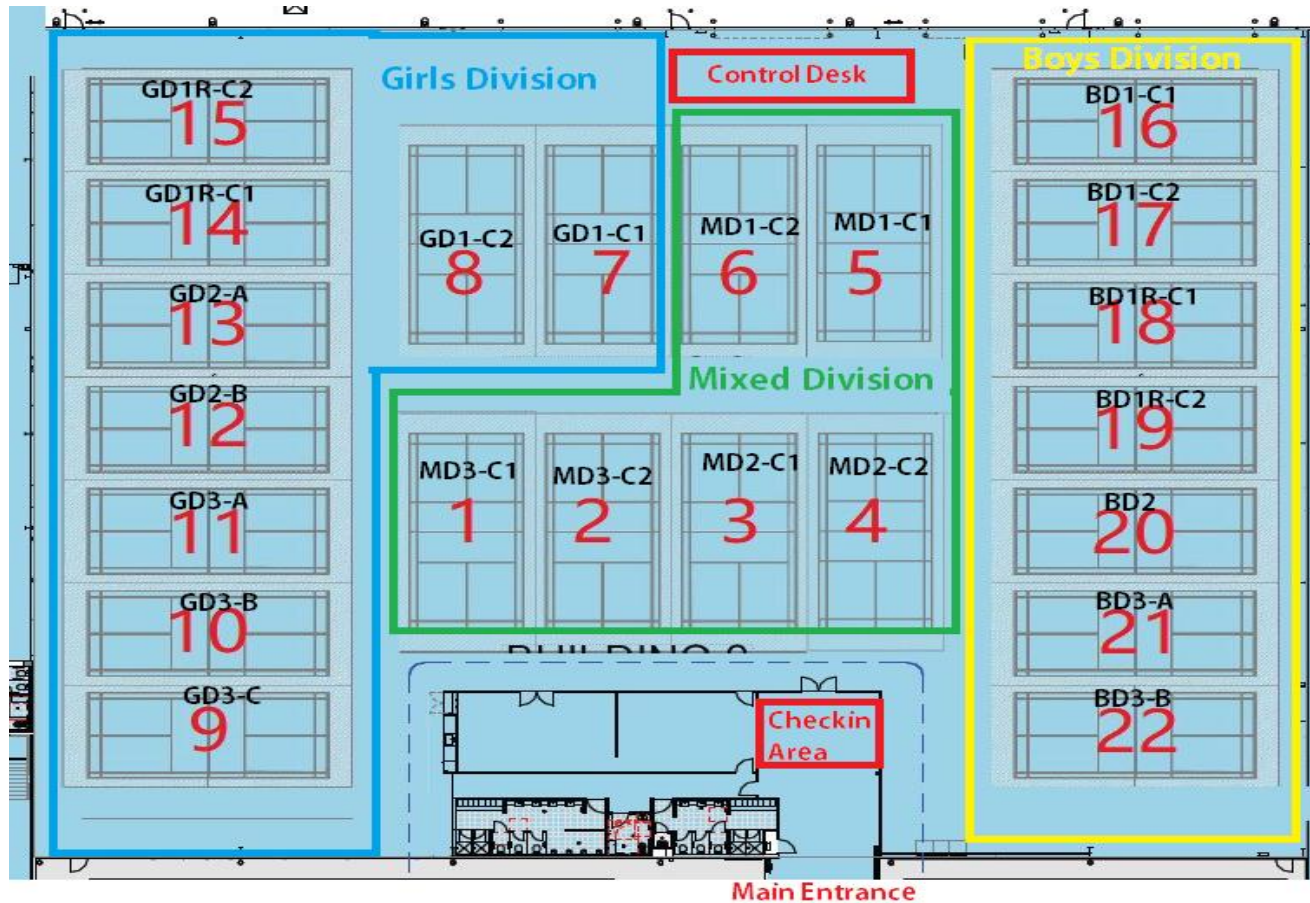 Girls Division
Control Desk
Boys Division
GD1R-C2
15
GD1R-C1
14
GD2-A
13
GD2-B
12
GD3-A
11
GD3-B
10
GD3-C
9
GD1-C2
8
GD1-C1
7
MD1-C2
6
MD1-C1
5
Mixed Division
MD3-C1
1
MD3-C2
2
MD2-C1
3
MD2-C2
4
BD1-C1
16
BD1-C2
17
BD1R-C1
18
BD1R-C2
19
BD2
20
BD3-A
21
BD3-B
22
Checkin
Area
Main Entrance